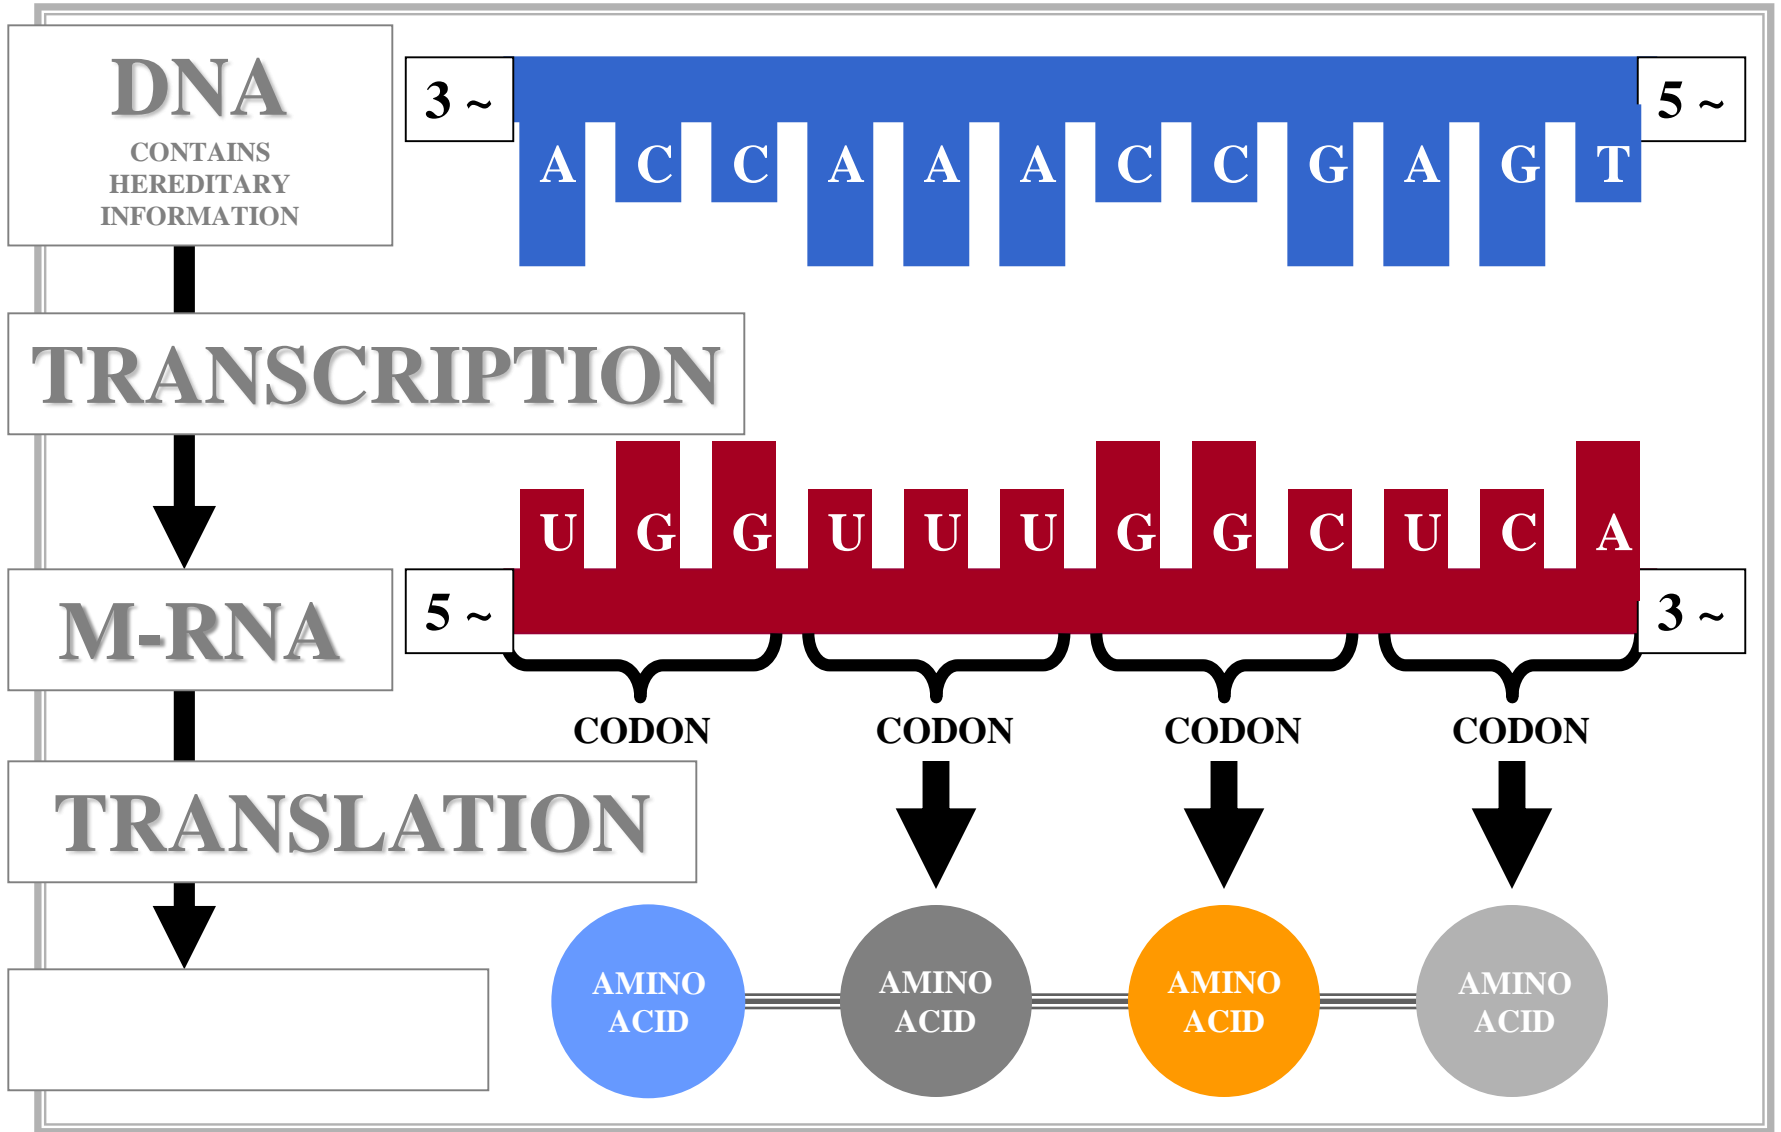 DNA
CONTAINS
HEREDITARY
INFORMATION
3 ~
5 ~
A C C A A A C C G A G T
TRANSCRIPTION
U G G U U U G G C U C A
M-RNA
5 ~
3 ~
CODON CODON CODON CODON
TRANSLATION
AMINO
ACID
AMINO
ACID
AMINO
ACID
AMINO
ACID